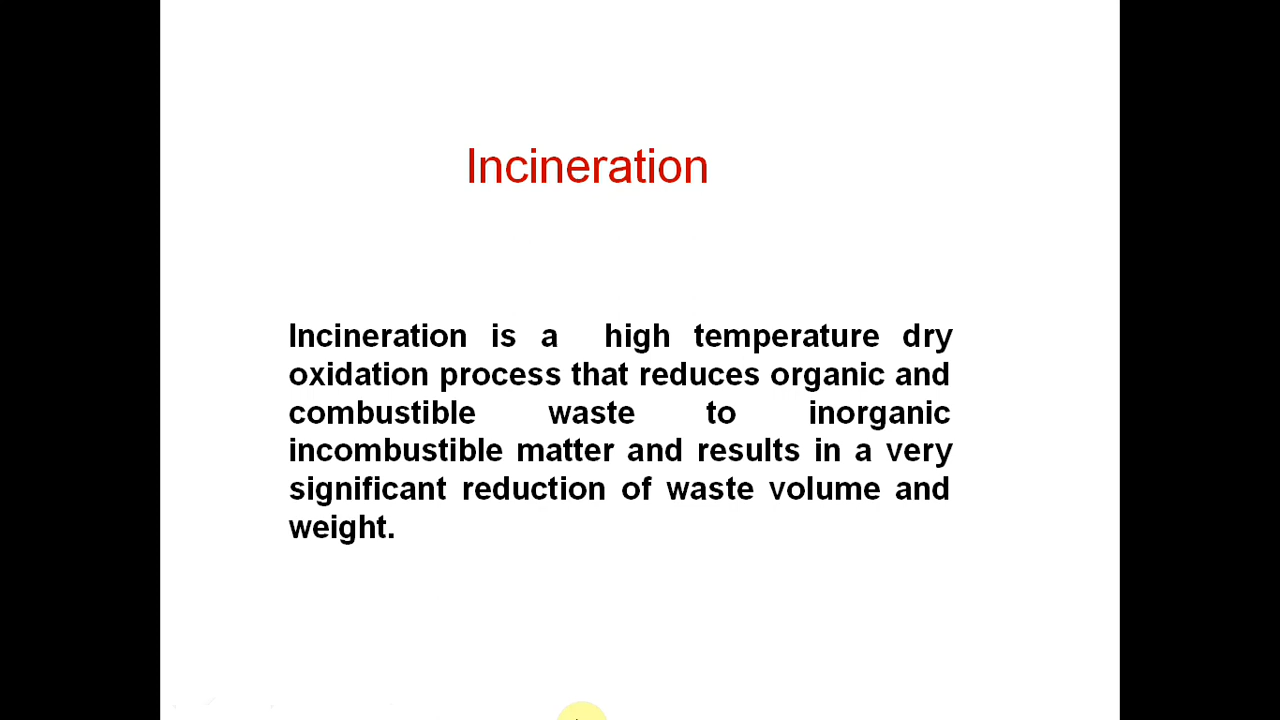 Incineration
Incineration is a high temperature dry
oxidation process that reduces organic and
combustible waste to inorganic
incombustible matter and results in a very
significant reduction of waste volume and
weight.